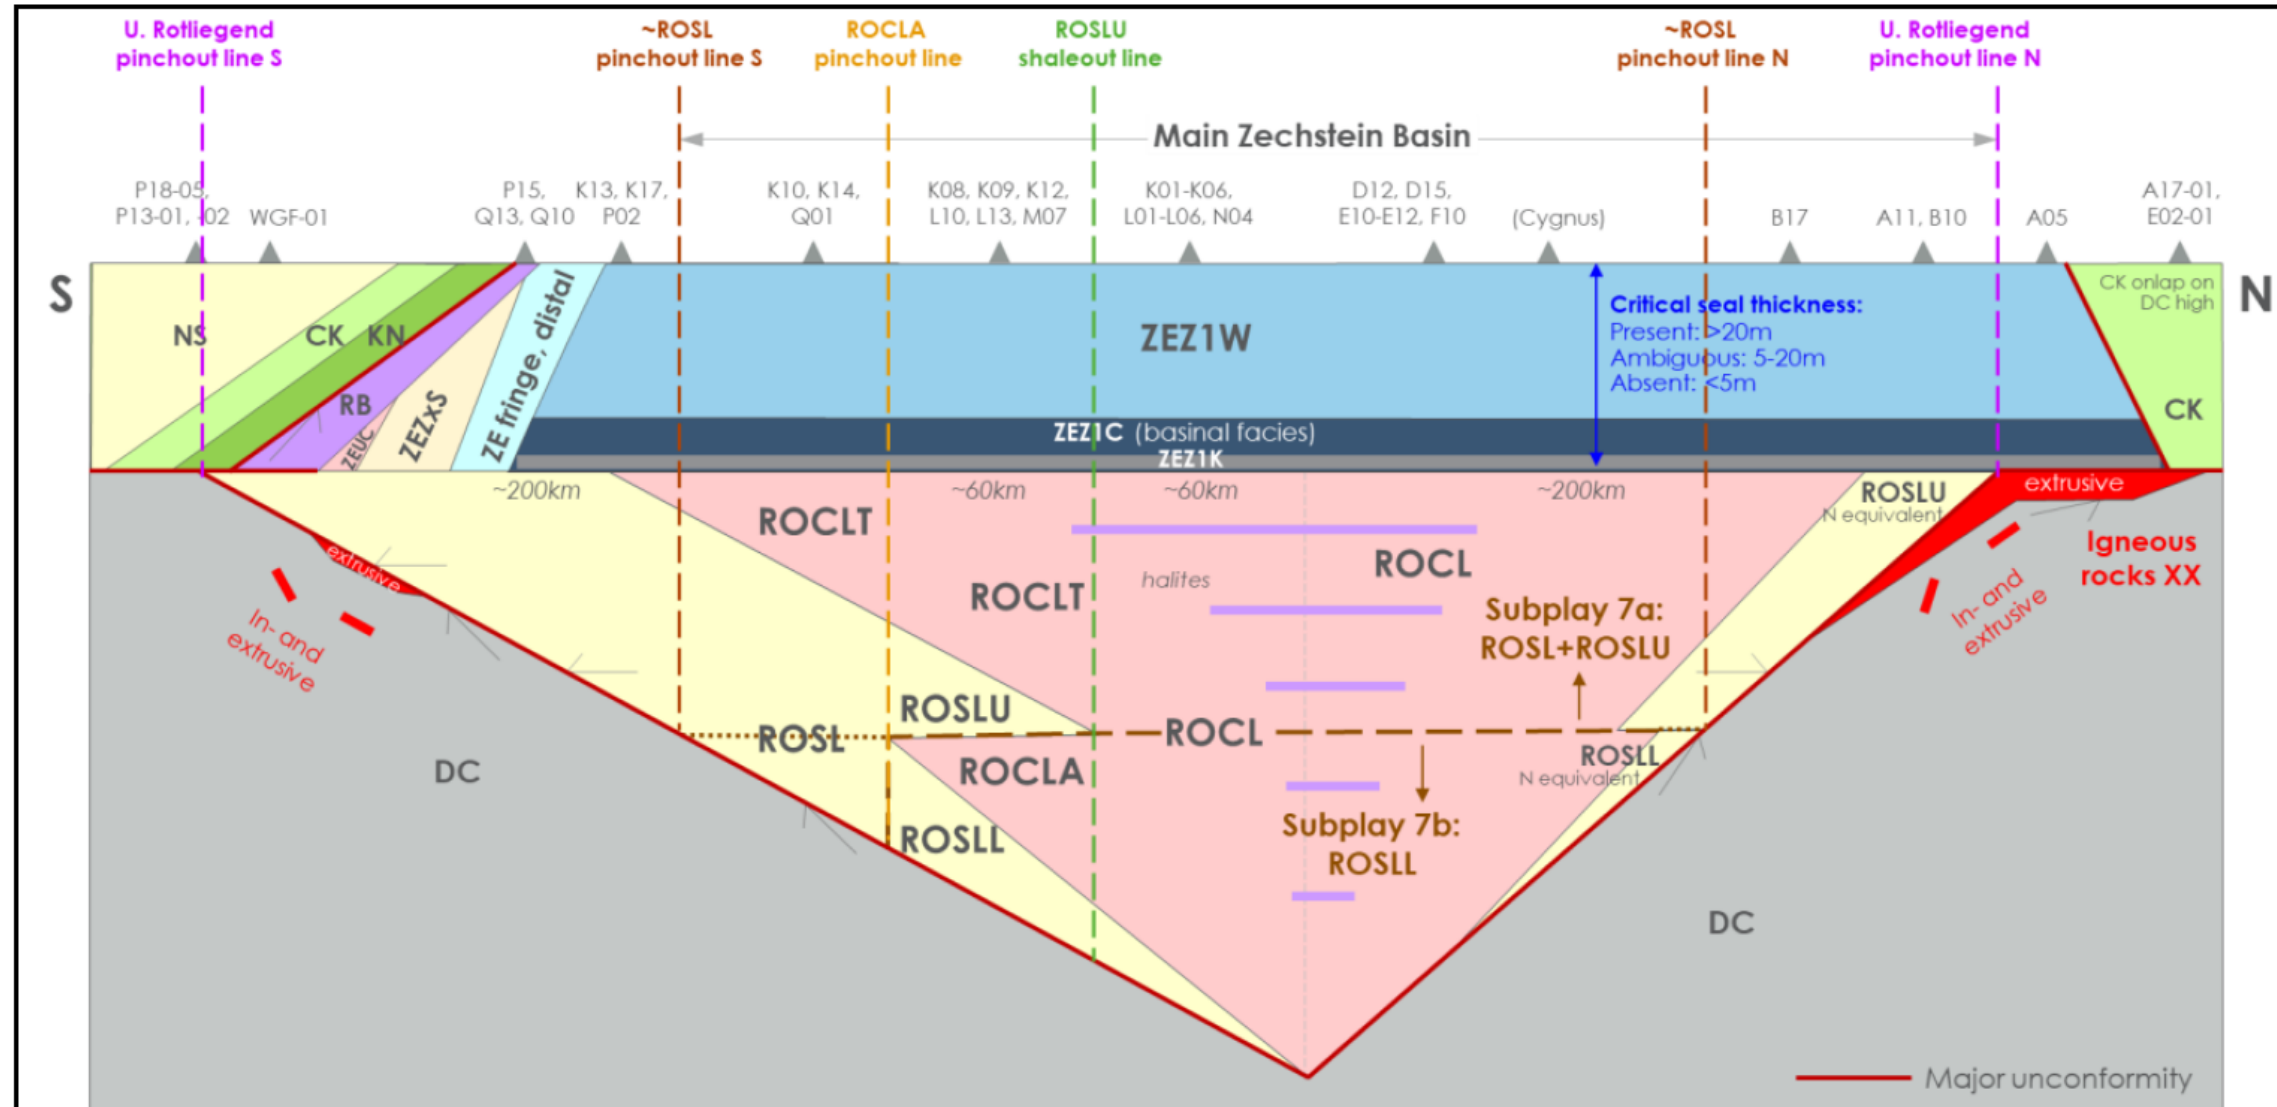 U. Rotliegend
pinchout line S
~ROSL
pinchout line S
ROCLA
pinchout line
ROSLU
shaleout line
~ROSL
pinchout line N
U. Rotliegend
pinchout line N
Main Zechstein Basin
P18-05,
P13-01, -02
WGF-01
P15,
Q13, Q10
K13, K17,
P02
K10, K14,
Q01
K08, K09, K12,
L10, L13, M07
K01-K06,
L01-L06, N04
D12, D15,
E10-E12, F10
(Cygnus)
B17
A11, B10
A05
A17-01,
E02-01
S
N
NS
CK
KN
RB
ZEUC
ZEZxS
ZE fringe, distal
ZEZ1W
Critical seal thickness:
Present: >20m
Ambiguous: 5-20m
Absent: <5m
CK onlap on
DC high
CK
ZEZ1C (basinal facies)
ZEZ1K
~200km
~60km
~60km
~200km
ROCLT
ROCLT
ROCL
halites
ROSLU
N equivalent
extrusive
Igneous
rocks XX
In- and
extrusive
extrusive
In- and
extrusive
Subplay 7a:
ROSL+ROSLU
ROSLU
ROSL
ROCL
ROCLA
ROSLL
N equivalent
ROSLL
Subplay 7b:
ROSLL
DC
DC
Major unconformity